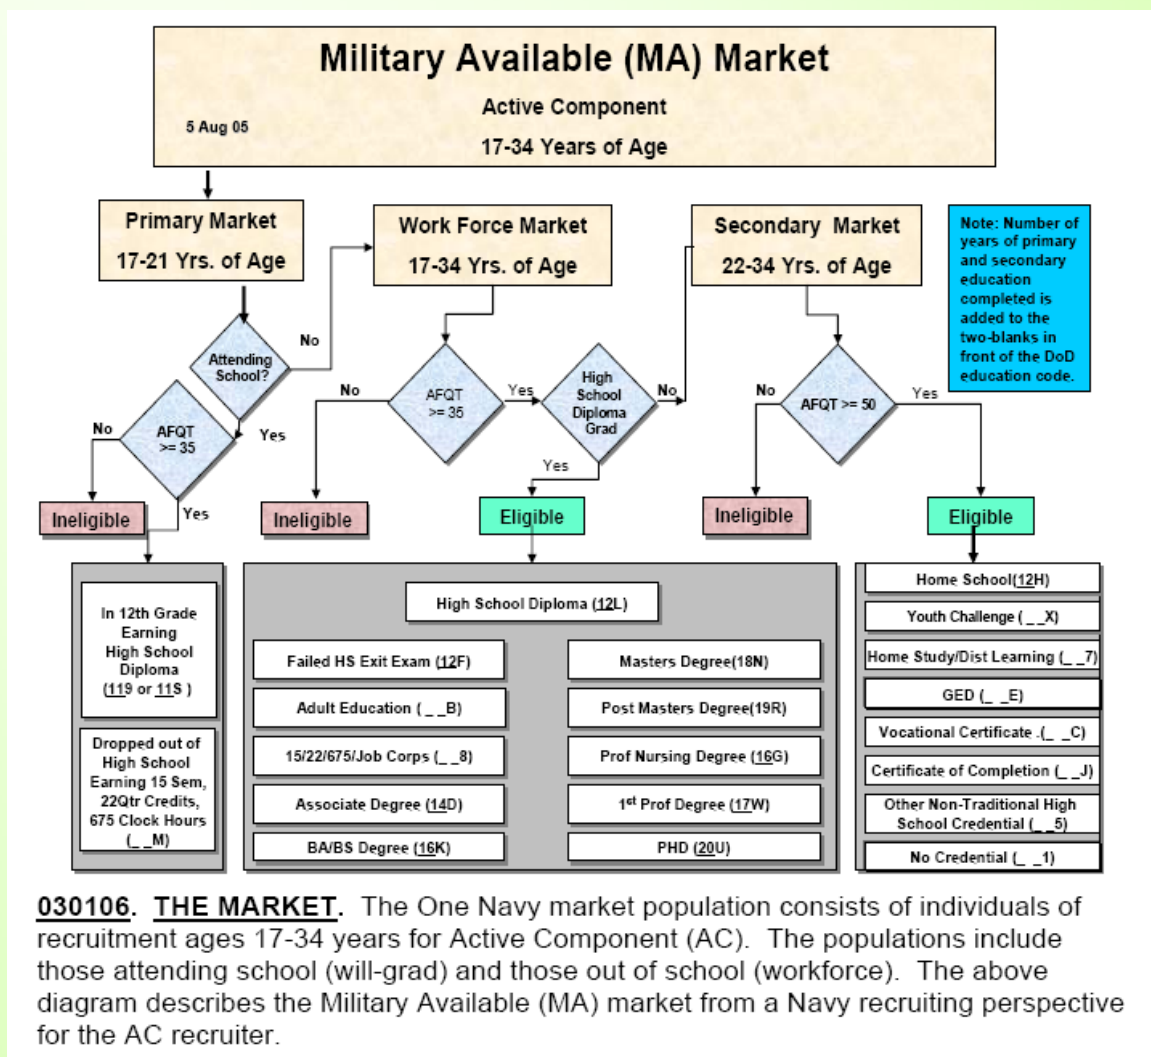 Military Available (MA) Market
Active Component
5 Aug 05
17-34 Years of Age
Primary Market
17-21 Yrs. of Age
Work Force Market
17-34 Yrs. of Age
Secondary Market
22-34 Yrs. of Age
Note: Number of
years of primary
and secondary
education
completed is
added to the
two-blanks in
front of the DoD
education code.
Attending
School?
No
Yes
AFQT
>= 35
No
Yes
Ineligible
AFQT
>= 35
No
Yes
Ineligible
High
School
Diploma
Grad
No
Yes
Eligible
AFQT >= 50
No
Yes
Ineligible
Eligible
In 12th Grade
Earning
High School
Diploma
(119 or 11S )
Dropped out of
High School
Earning 15 Sem,
22Qtr Credits,
675 Clock Hours
(_ _M)
High School Diploma (12L)
Failed HS Exit Exam (12F)
Adult Education ( _ _B)
15/22/675/Job Corps (_ _8)
Associate Degree (14D)
BA/BS Degree (16K)
Masters Degree(18N)
Post Masters Degree(19R)
Prof Nursing Degree (16G)
1st Prof Degree (17W)
PHD (20U)
Home School(12H)
Youth Challenge ( _ _X)
Home Study/Dist Learning (_ _7)
GED (_ _E)
Vocational Certificate .(_ _C)
Certificate of Completion (_ _J)
Other Non-Traditional High
School Credential (_ _5)
No Credential (_ _1)
030106. THE MARKET. The One Navy market population consists of individuals of
recruitment ages 17-34 years for Active Component (AC). The populations include
those attending school (will-grad) and those out of school (workforce). The above
diagram describes the Military Available (MA) market from a Navy recruiting perspective
for the AC recruiter.